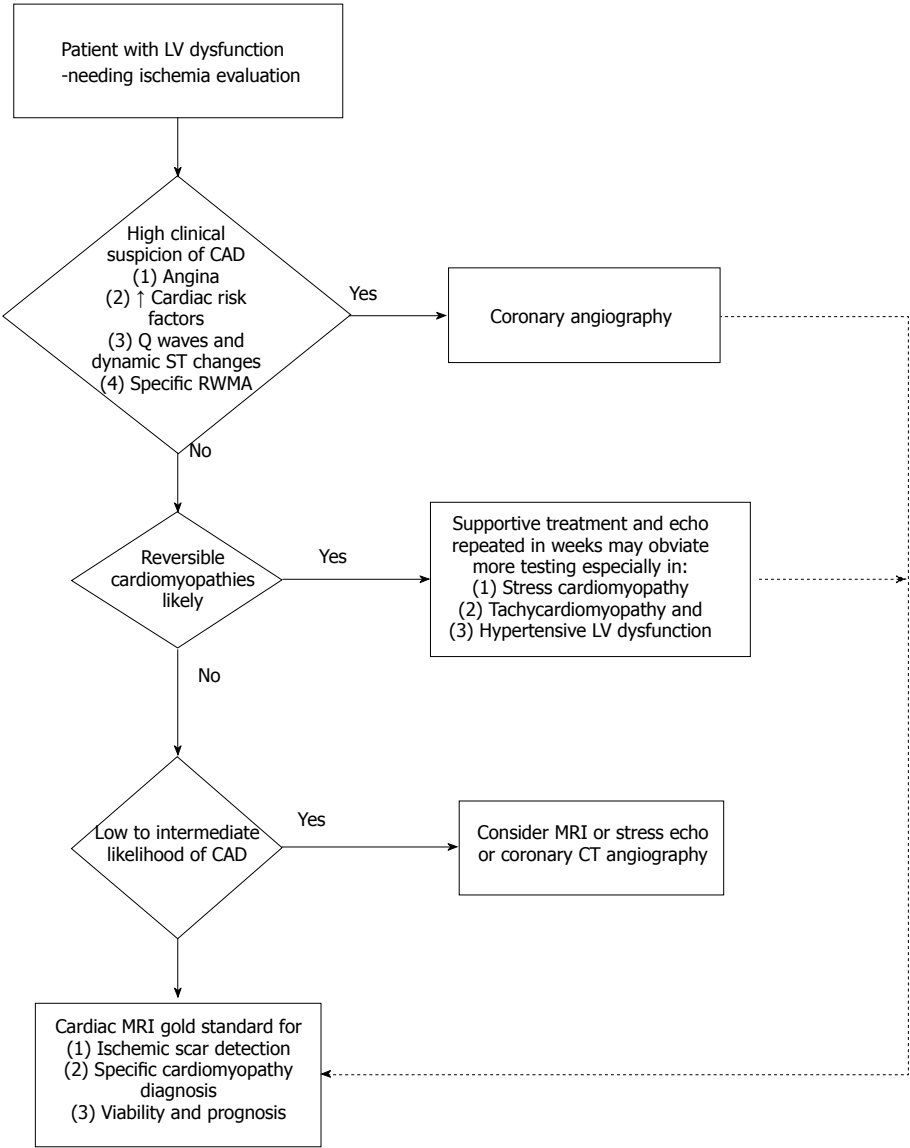 Patient with LV dysfunction
-needing ischemia evaluation
High clinical
suspicion of CAD
(1) Angina
(2) ↑ Cardiac risk
factors
(3) Q waves and
dynamic ST changes
(4) Specific RWMA
Yes
Coronary angiography
No
Reversible
cardiomyopathies
likely
Yes
Supportive treatment and echo
repeated in weeks may obviate
more testing especially in:
(1) Stress cardiomyopathy
(2) Tachycardiomyopathy and
(3) Hypertensive LV dysfunction
No
Low to intermediate
likelihood of CAD
Yes
Consider MRI or stress echo
or coronary CT angiography
Cardiac MRI gold standard for
(1) Ischemic scar detection
(2) Specific cardiomyopathy
diagnosis
(3) Viability and prognosis